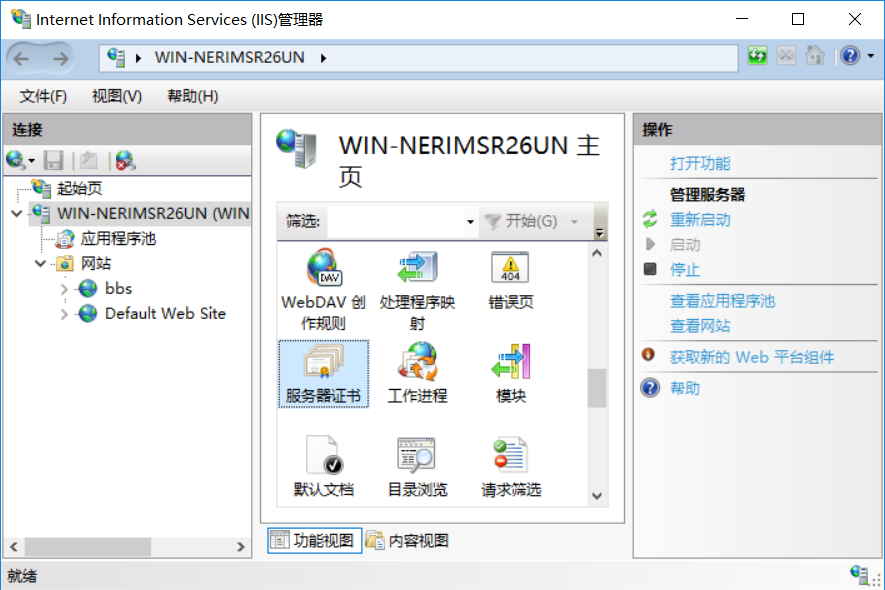 Internet Information Services (IIS)管理器
WIN-NERIMSR26UN
文件(F) 视图(V) 帮助(H)
连接
起始页
WIN-NERIMSR26UN (WIN
应用程序池
网站
bbs
Default Web Site
WIN-NERIMSR26UN 主
页
筛选:
开始(G)
DAV
WebDAV 创
作规则
处理程序映
射
404
错误页
服务器证书
工作进程
模块
默认文档
目录浏览
请求筛选
功能视图
内容视图
操作
打开功能
管理服务器
重新启动
启动
停止
查看应用程序池
查看网站
获取新的 Web 平台组件
帮助
就绪